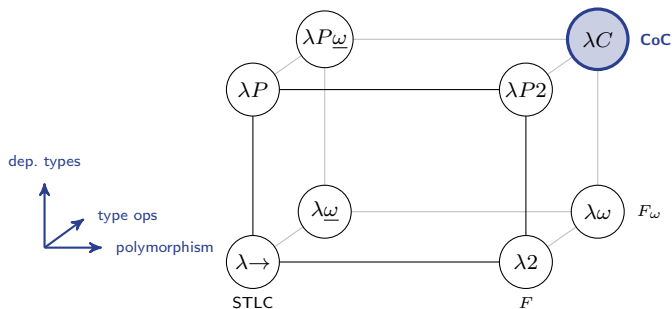 λPω̲
λC CoC
λP
λP2
dep. types
type ops
polymorphism
λω̲
λω Fω
λ→
λ2
STLC
F